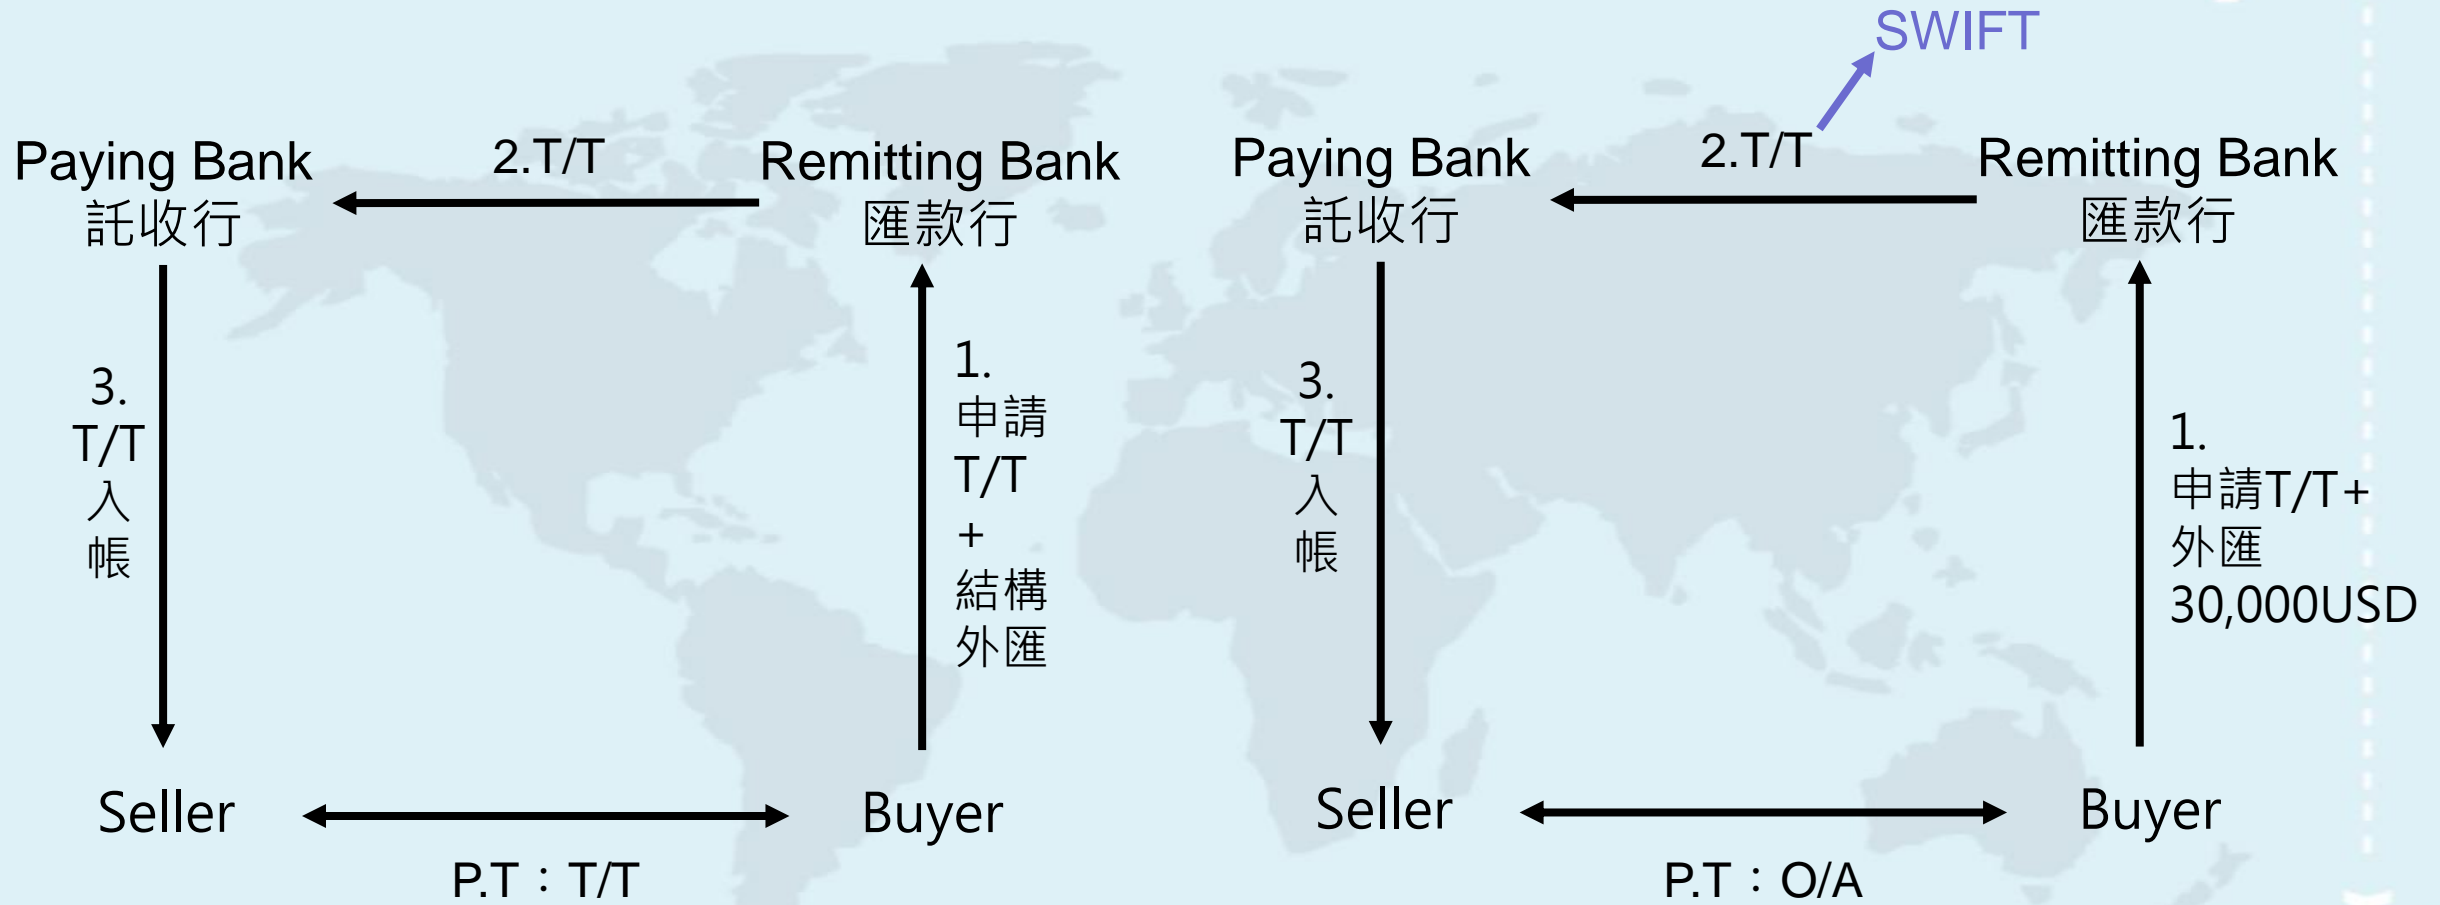 Paying Bank
託收行
2.T/T
Remitting Bank
匯款行
3.
T/T
入
帳
1.
申請
T/T
+
結構
外匯
Seller
Buyer
P.T：T/T
SWIFT
Paying Bank
託收行
2.T/T
Remitting Bank
匯款行
3.
T/T
入
帳
1.
申請T/T+
外匯
30,000USD
Seller
Buyer
P.T：O/A